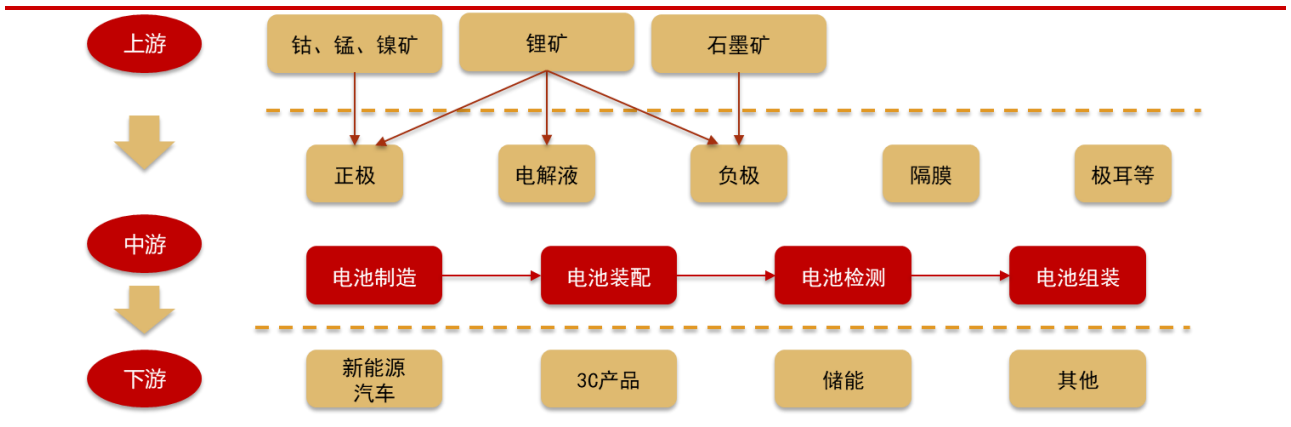 上游
钴、锰、镍矿
锂矿
石墨矿
正极
电解液
负极
隔膜
极耳等
中游
电池制造
电池装配
电池检测
电池组装
下游
新能源
汽车
3C产品
储能
其他